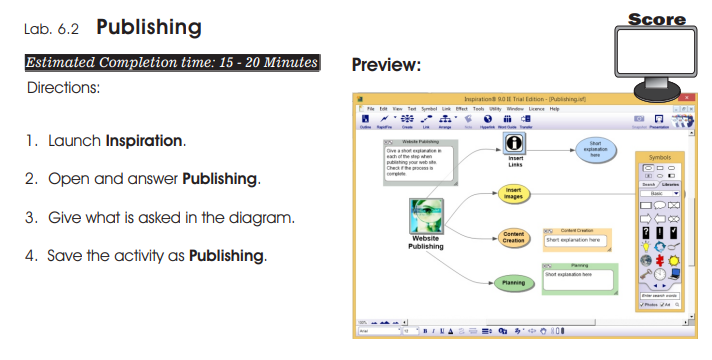 Lab. 6.2 Publishing
Score
Estimated Completion time: 15 - 20 Minutes
Preview:
Directions:
1. Launch Inspiration.
2. Open and answer Publishing.
3. Give what is asked in the diagram.
4. Save the activity as Publishing.
Inspiration® 9.0 IE Trial Edition - [Publishing.isf]
File Edit View Text Symbol Link Effect Tools Utility Window Licence Help
Outline RapidFire Create Link Arrange Hyperlink Word Guide Transfer Presentation
Website Publishing
Give a short explanation in
each of the step when
publishing your web site.
Check if the process is
complete.
Insert
Links
Short
explanation
here
Insert
Images
Website
Publishing
Content
Creation
Content Creation
Short explanation here
Planning
Planning
Short explanation here
Symbols
Search Libraries
Basic
Enter search words
Photos Art
100%
Arial
B I U A